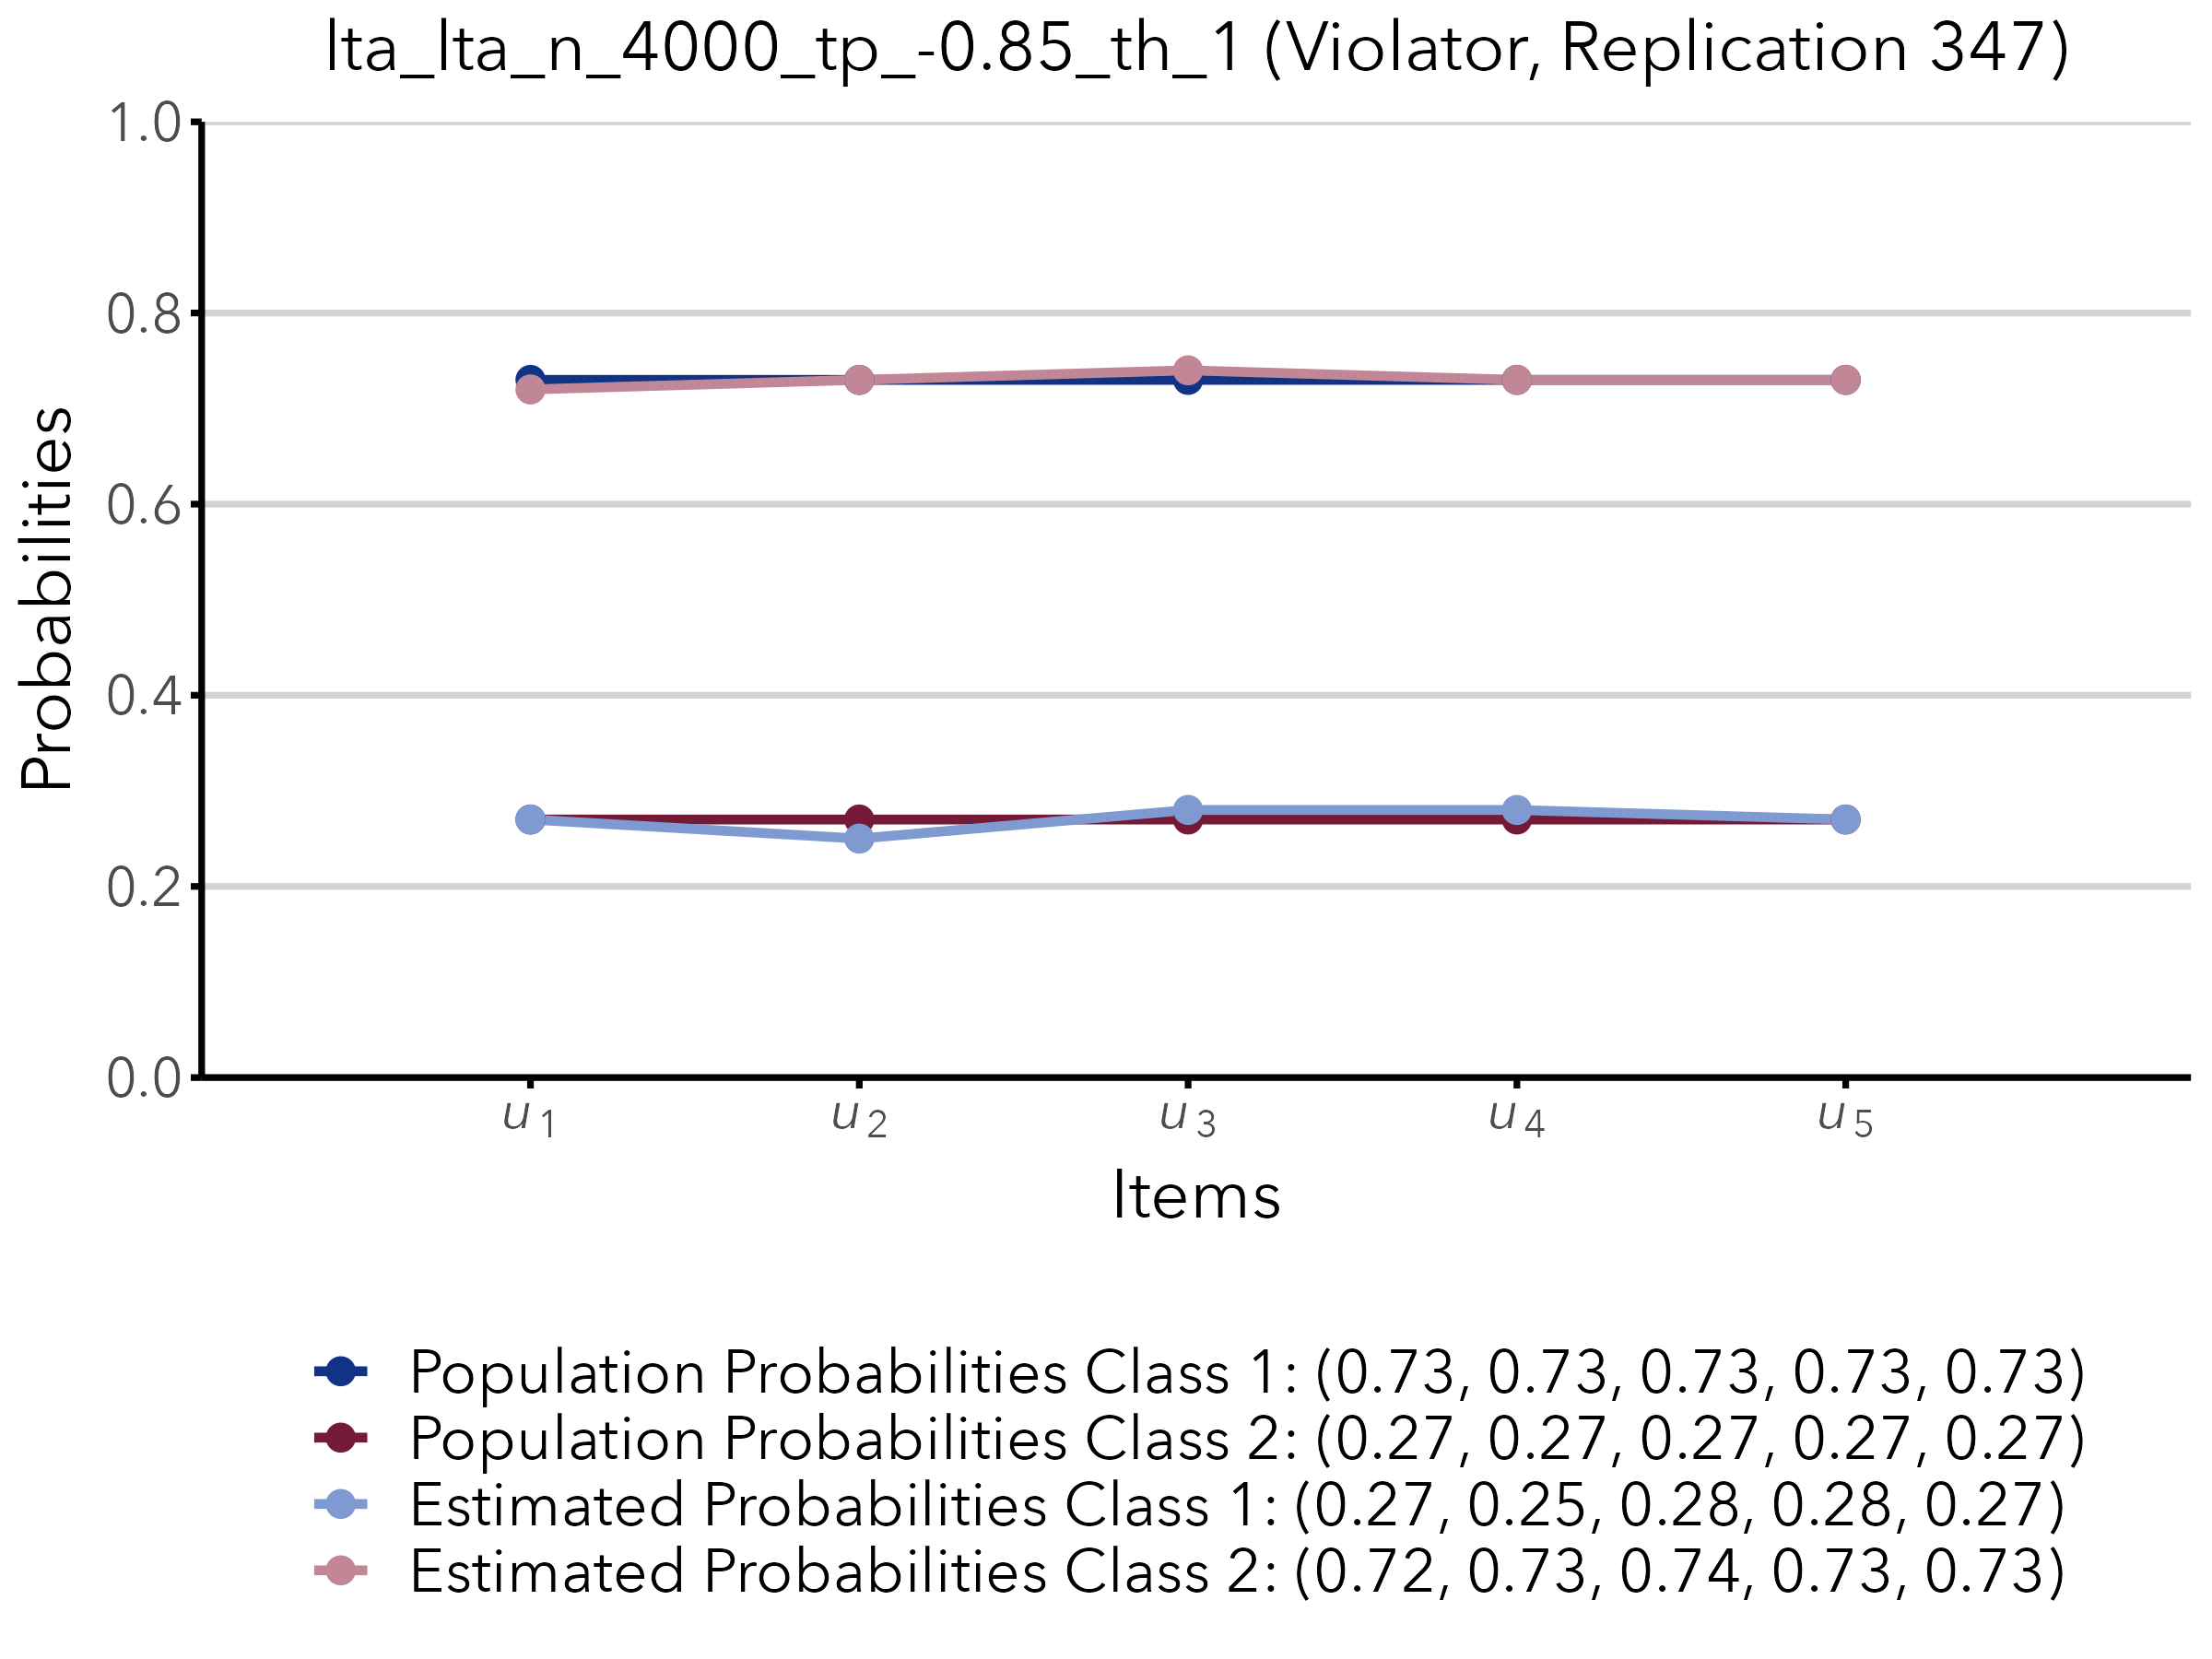 lta_lta_n_4000_tp_-0.85_th_1 (Violator, Replication 347)
1.0
0.8
0.6
0.4
0.2
0.0
Probabilities
u1 u2 u3 u4 u5
Items
Population Probabilities Class 1: (0.73, 0.73, 0.73, 0.73, 0.73)
Population Probabilities Class 2: (0.27, 0.27, 0.27, 0.27, 0.27)
Estimated Probabilities Class 1: (0.27, 0.25, 0.28, 0.28, 0.27)
Estimated Probabilities Class 2: (0.72, 0.73, 0.74, 0.73, 0.73)